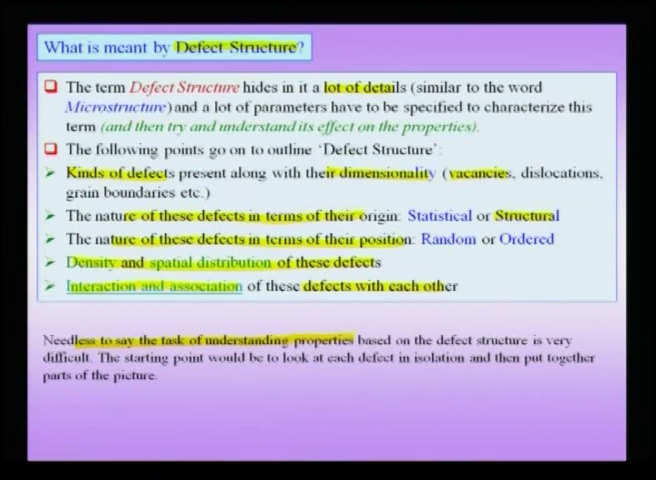 What is meant by Defect Structure?
❑ The term Defect Structure hides in it a lot of details (similar to the word
Microstructure) and a lot of parameters have to be specified to characterize this
term (and then try and understand its effect on the properties).
❑ The following points go on to outline 'Defect Structure':
➤ Kinds of defects present along with their dimensionality (vacancies, dislocations,
grain boundaries etc.)
➤ The nature of these defects in terms of their origin: Statistical or Structural
➤ The nature of these defects in terms of their position: Random or Ordered
➤ Density and spatial distribution of these defects
➤ Interaction and association of these defects with each other
Needless to say the task of understanding properties based on the defect structure is very
difficult. The starting point would be to look at each defect in isolation and then put together
parts of the picture.